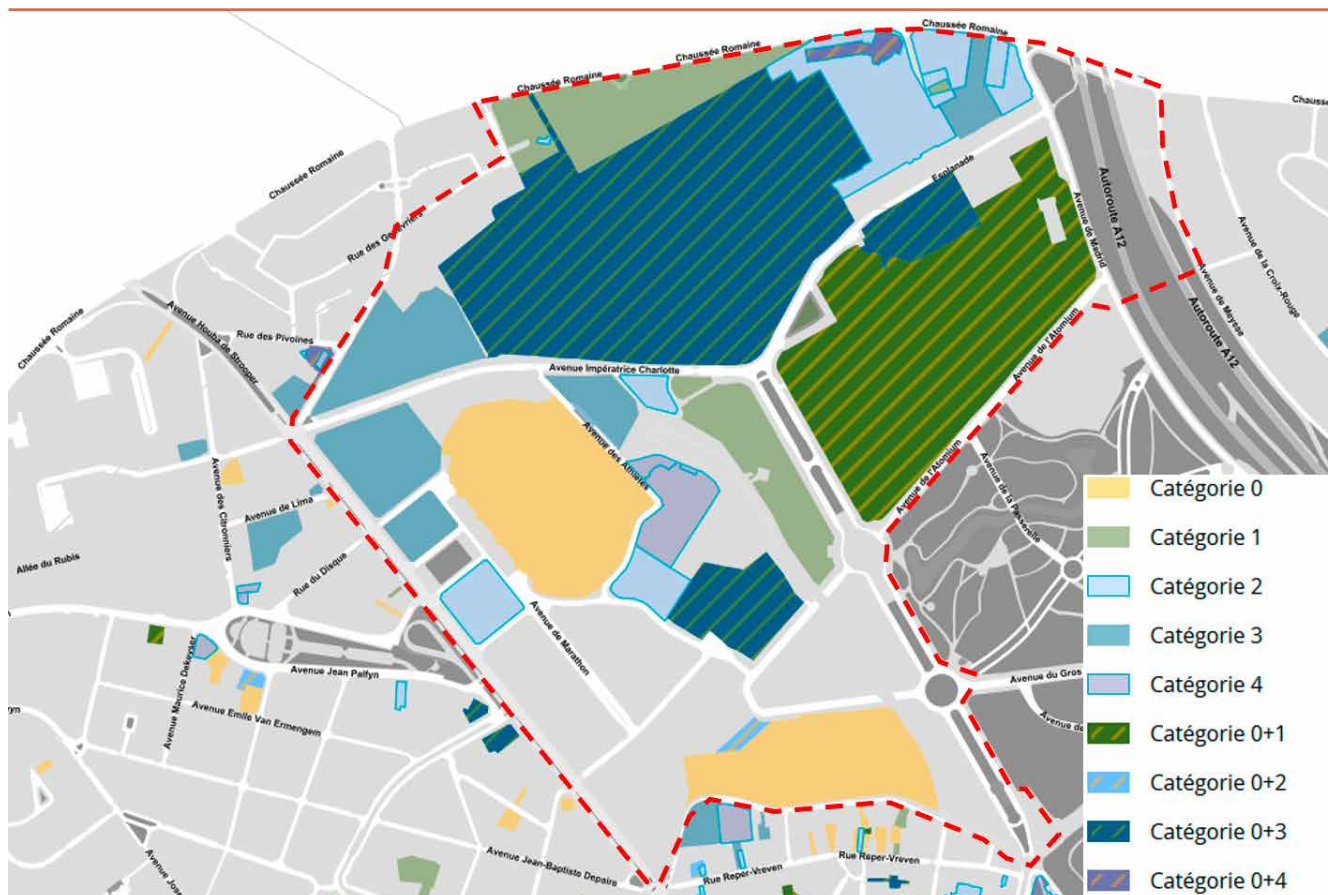 Chaussée Romaine
Chaussée Romaine
Chaussée Romaine
Chaussée Romaine
Chaussée Romaine
Chaussée Romaine
Esplanade
Avenue de Madrid
Autoroute A12
Autoroute A12
Avenue de Meysse
Avenue de la Croix-Rouge
Rue des Genévriers
Avenue Houba de Strooper
Rue des Pivoines
Avenue Impératrice Charlotte
Avenue de l'Atomium
Avenue de l'Atomium
Avenue de la Passerelle
Avenue des Athlètes
Avenue des Citronniers
Avenue de Lima
Allée du Rubis
Rue du Disque
Avenue de Marathon
Avenue Maurice Dekeyser
Avenue Jean Palfyn
Avenue Emile Van Ermengem
Avenue du Gros
Avenue Jean-Baptiste Depaire
Rue Reper-Vreven
Rue Reper-Vreven
Catégorie 0
Catégorie 1
Catégorie 2
Catégorie 3
Catégorie 4
Catégorie 0+1
Catégorie 0+2
Catégorie 0+3
Catégorie 0+4